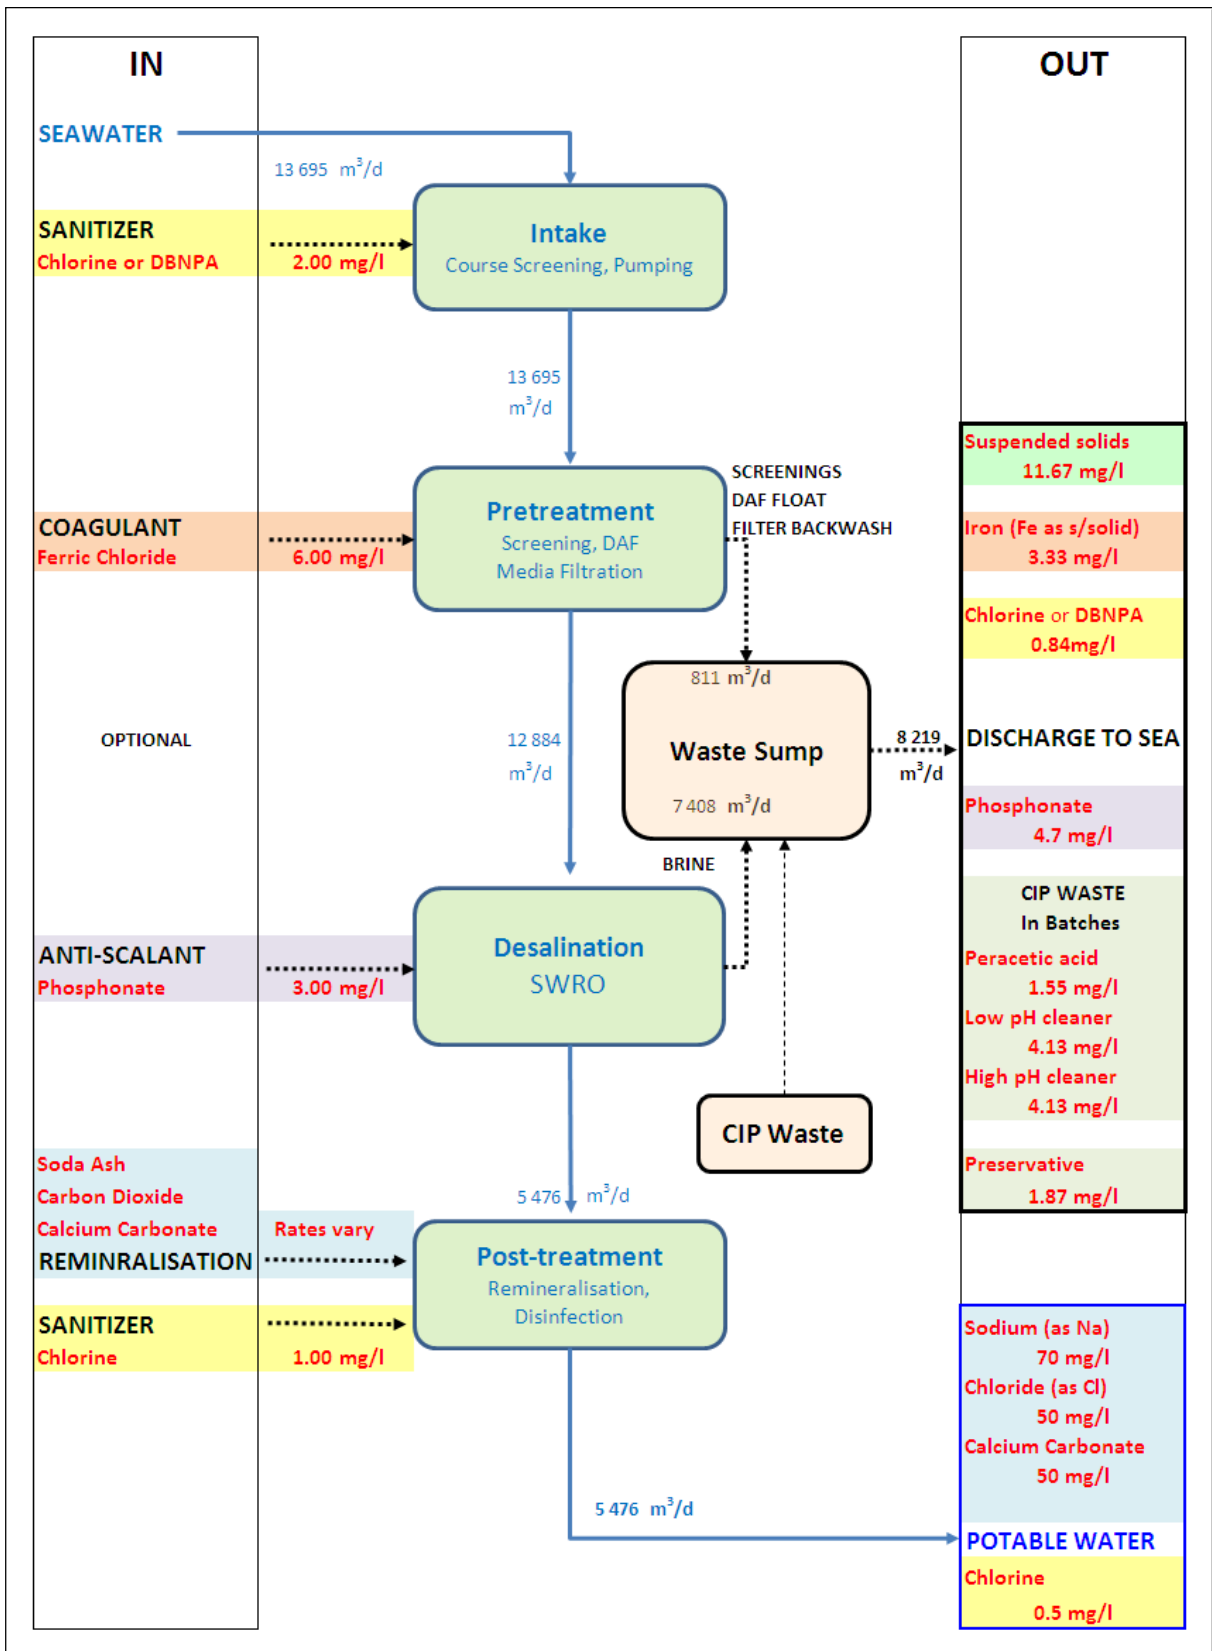 IN
OUT
SEAWATER
13 695 m³/d
SANITIZER
Chlorine or DBNPA
2.00 mg/l
Intake
Course Screening, Pumping
13 695
m³/d
COAGULANT
Ferric Chloride
6.00 mg/l
Pretreatment
Screening, DAF
Media Filtration
SCREENINGS
DAF FLOAT
FILTER BACKWASH
Suspended solids
11.67 mg/l
Iron (Fe as s/solid)
3.33 mg/l
Chlorine or DBNPA
0.84mg/l
OPTIONAL
12 884
m³/d
811 m³/d
Waste Sump
7 408 m³/d
8 219
m³/d
DISCHARGE TO SEA
Phosphonate
4.7 mg/l
BRINE
ANTI-SCALANT
Phosphonate
3.00 mg/l
Desalination
SWRO
CIP WASTE
In Batches
Peracetic acid
1.55 mg/l
Low pH cleaner
4.13 mg/l
High pH cleaner
4.13 mg/l
CIP Waste
Preservative
1.87 mg/l
Soda Ash
Carbon Dioxide
Calcium Carbonate
Rates vary
REMINRALISATION
5 476 m³/d
Post-treatment
Remineralisation,
Disinfection
SANITIZER
Chlorine
1.00 mg/l
Sodium (as Na)
70 mg/l
Chloride (as Cl)
50 mg/l
Calcium Carbonate
50 mg/l
5 476 m³/d
POTABLE WATER
Chlorine
0.5 mg/l